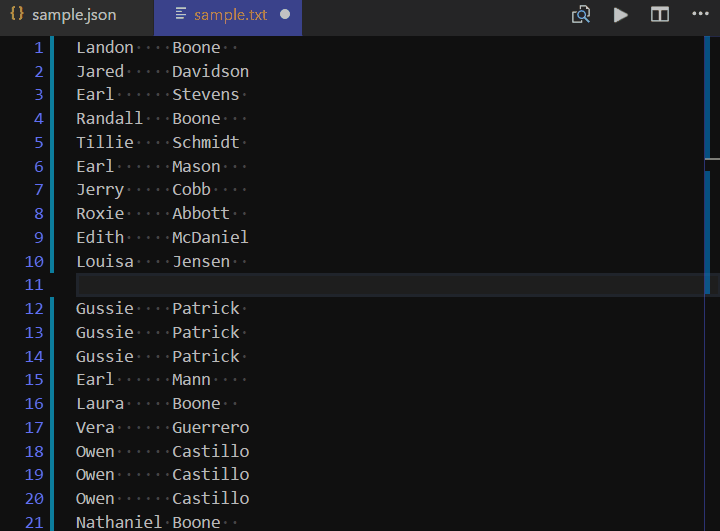 {} sample.json sample.txt
1 Landon Boone
2 Jared Davidson
3 Earl Stevens
4 Randall Boone
5 Tillie Schmidt
6 Earl Mason
7 Jerry Cobb
8 Roxie Abbott
9 Edith McDaniel
10 Louisa Jensen
11
12 Gussie Patrick
13 Gussie Patrick
14 Gussie Patrick
15 Earl Mann
16 Laura Boone
17 Vera Guerrero
18 Owen Castillo
19 Owen Castillo
20 Owen Castillo
21 Nathaniel Boone